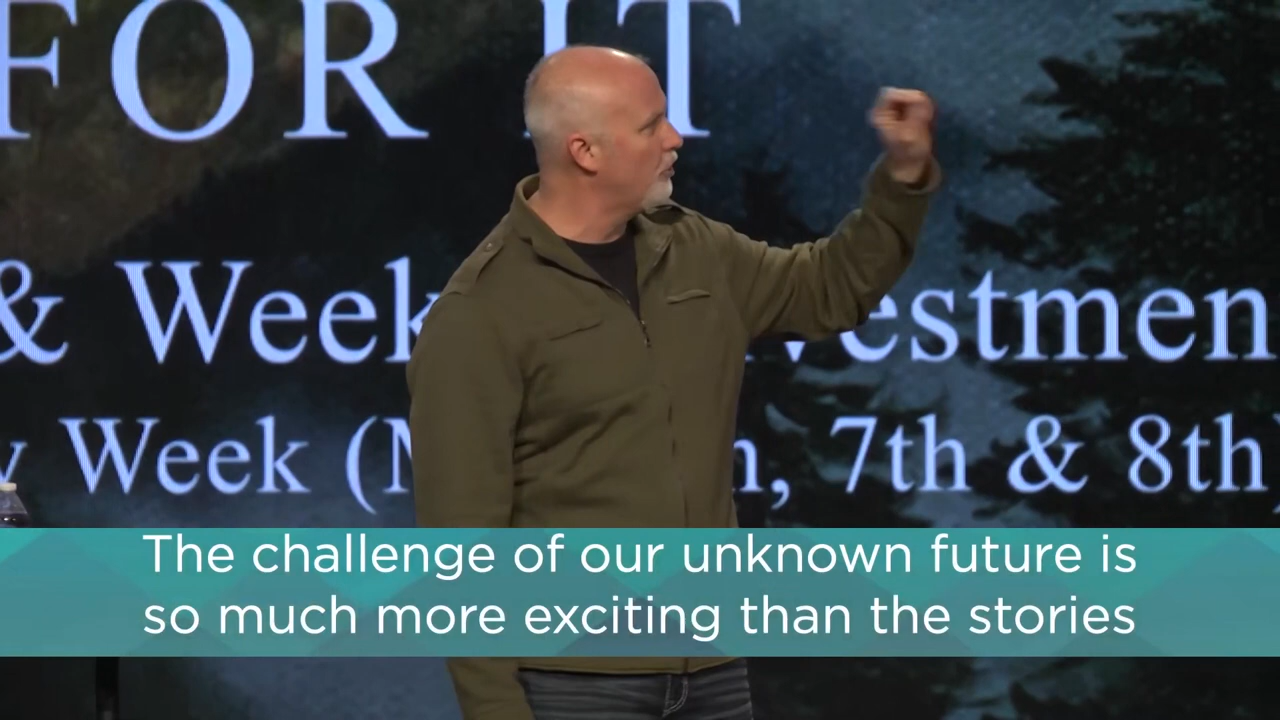 FOR IT
& Week
y Week (
, 7th & 8th)
The challenge of our unknown future is
so much more exciting than the stories